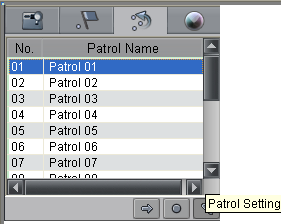 No. Patrol Name
01 Patrol 01
02 Patrol 02
03 Patrol 03
04 Patrol 04
05 Patrol 05
06 Patrol 06
07 Patrol 07
Patrol Setting